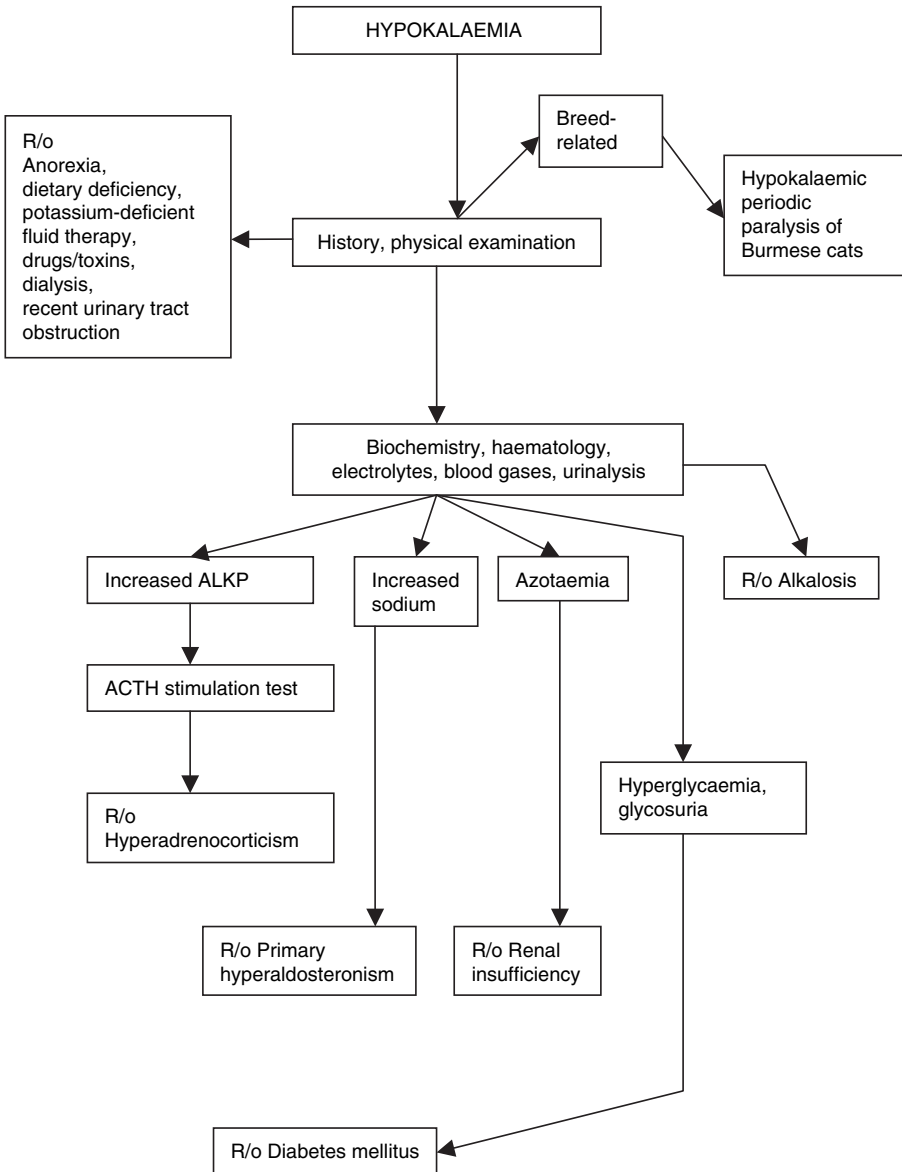 HYPOKALAEMIA
Breed-
related
R/o
Anorexia,
dietary deficiency,
potassium-deficient
fluid therapy,
drugs/toxins,
dialysis,
recent urinary tract
obstruction
Hypokalaemic
periodic
paralysis of
Burmese cats
History, physical examination
Biochemistry, haematology,
electrolytes, blood gases, urinalysis
Increased ALKP
Increased
sodium
Azotaemia
R/o Alkalosis
ACTH stimulation test
R/o
Hyperadrenocorticism
Hyperglycaemia,
glycosuria
R/o Primary
hyperaldosteronism
R/o Renal
insufficiency
R/o Diabetes mellitus